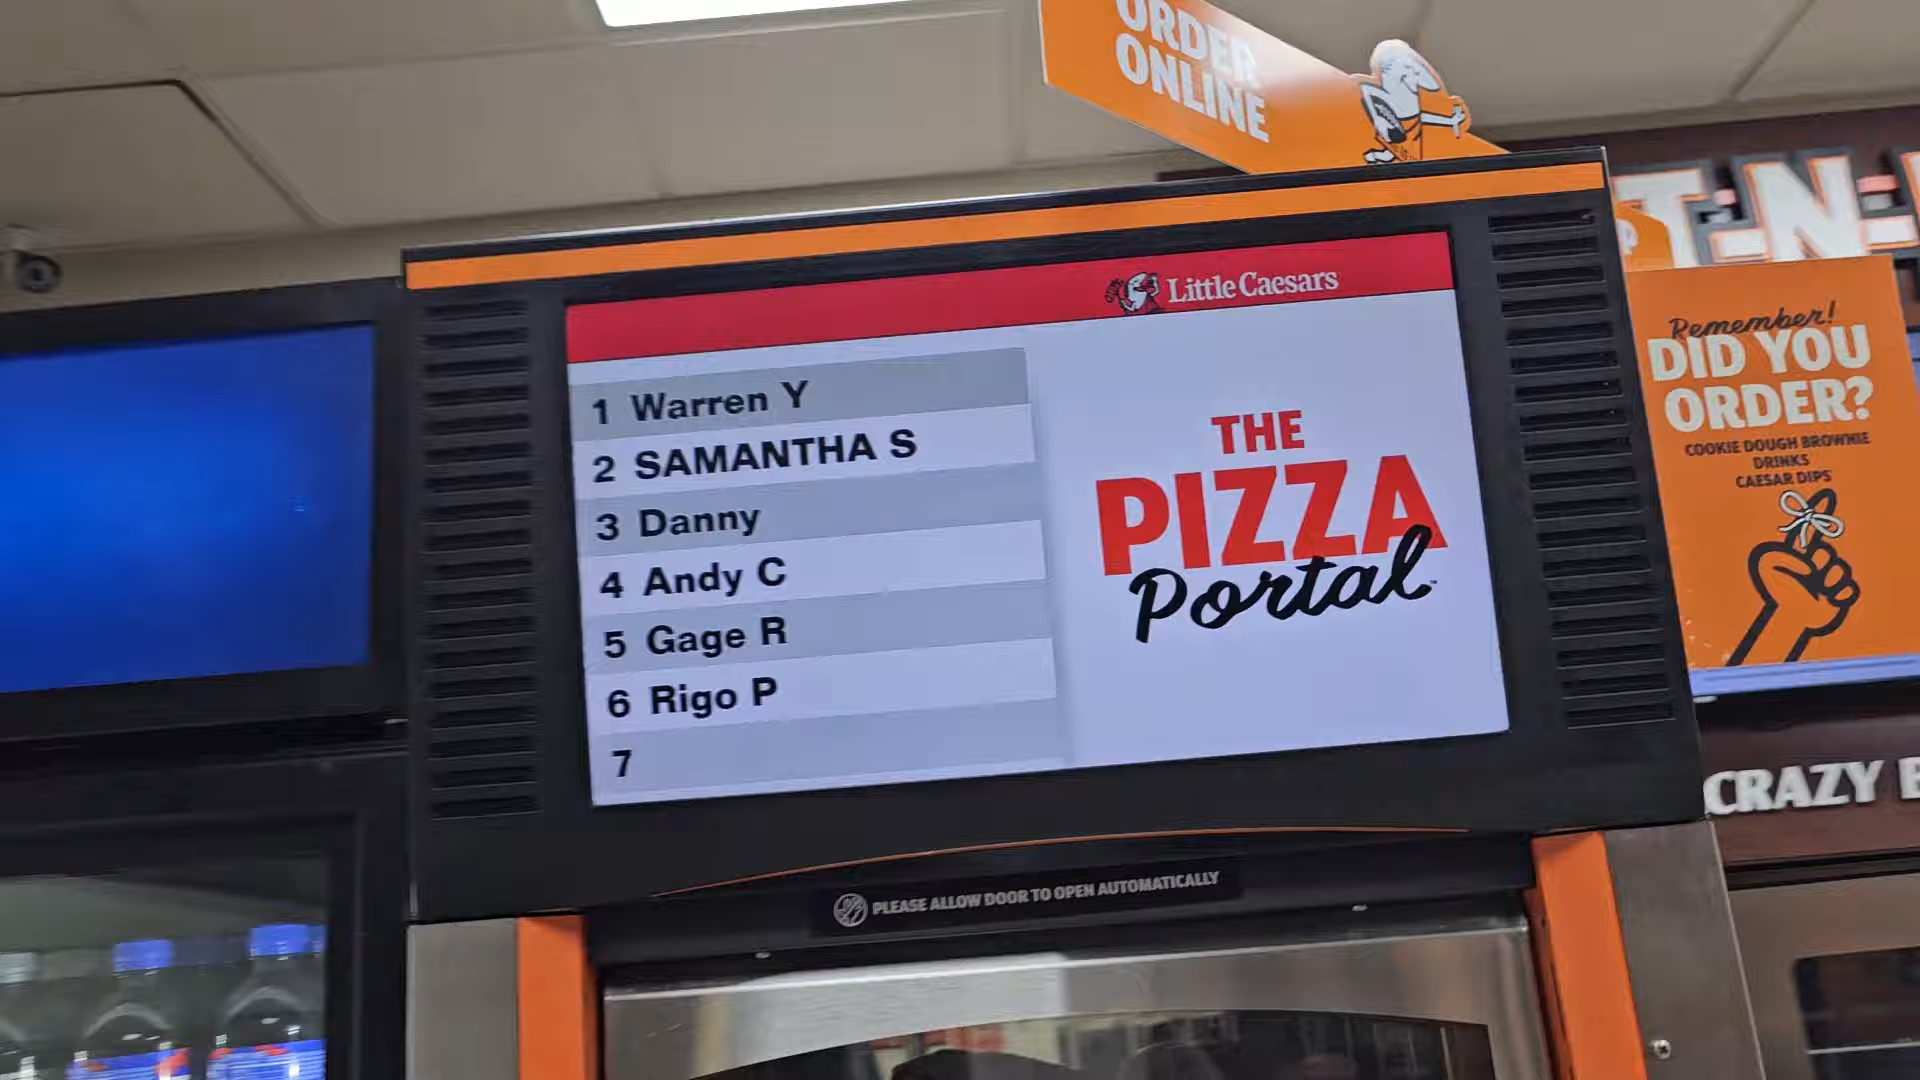 ORDER
ONLINE
Little Caesars
1 Warren Y
2 SAMANTHA S
3 Danny
4 Andy C
5 Gage R
6 Rigo P
7
THE
PIZZA
Portal
PLEASE ALLOW DOOR TO OPEN AUTOMATICALLY
T-N-
Remember!
DID YOU
ORDER?
COOKIE DOUGH BROWNIE
DRINKS
CAESAR DIPS
CRAZY